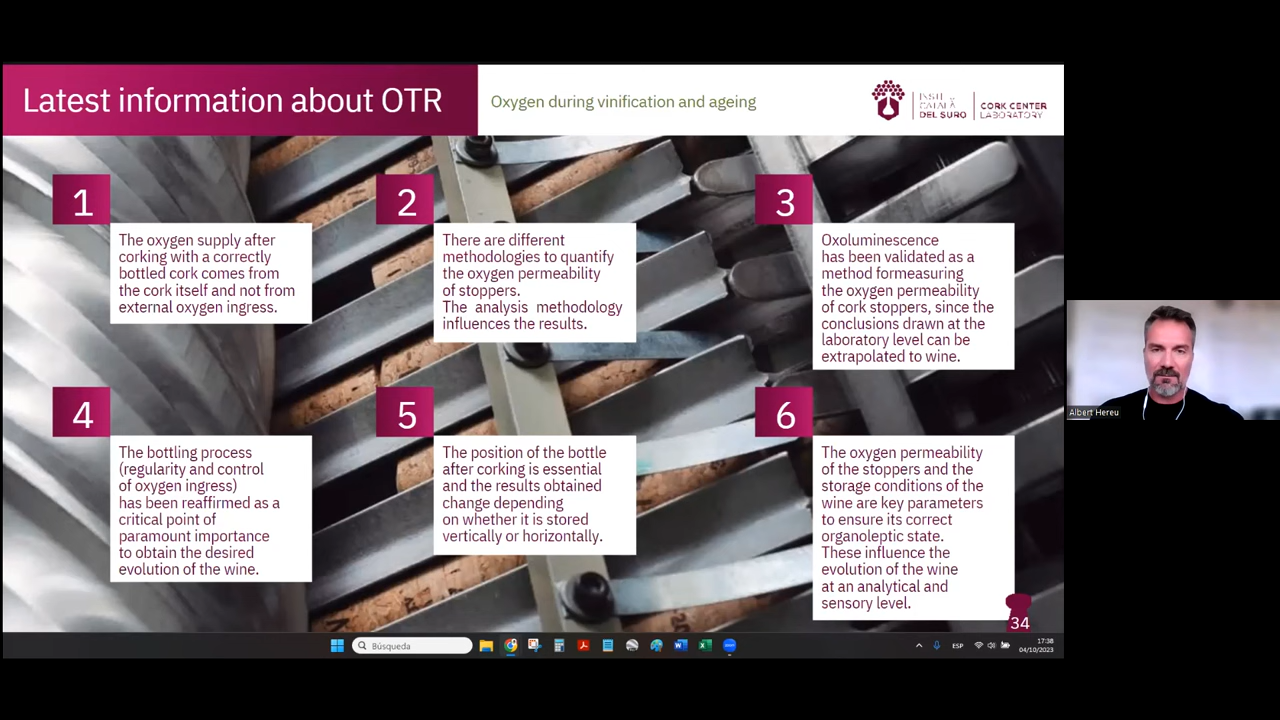 Latest information about OTR
Oxygen during vinification and ageing
INSTITUT
CATALÀ
DEL SURO
CORK CENTER
LABORATORY
1
The oxygen supply after
corking with a correctly
bottled cork comes from
the cork itself and not from
external oxygen ingress.
2
There are different
methodologies to quantify
the oxygen permeability
of stoppers.
The analysis methodology
influences the results.
3
Oxoluminescence
has been validated as a
method formeasuring
the oxygen permeability
of cork stoppers, since the
conclusions drawn at the
laboratory level can be
extrapolated to wine.
4
The bottling process
(regularity and control
of oxygen ingress)
has been reaffirmed as a
critical point of
paramount importance
to obtain the desired
evolution of the wine.
5
The position of the bottle
after corking is essential
and the results obtained
change depending
on whether it is stored
vertically or horizontally.
6
The oxygen permeability
of the stoppers and the
storage conditions of the
wine are key parameters
to ensure its correct
organoleptic state.
These influence the
evolution of the wine
at an analytical and
sensory level.
34
Albert Hereu
Búsqueda
ESP
17:38
04/10/2023